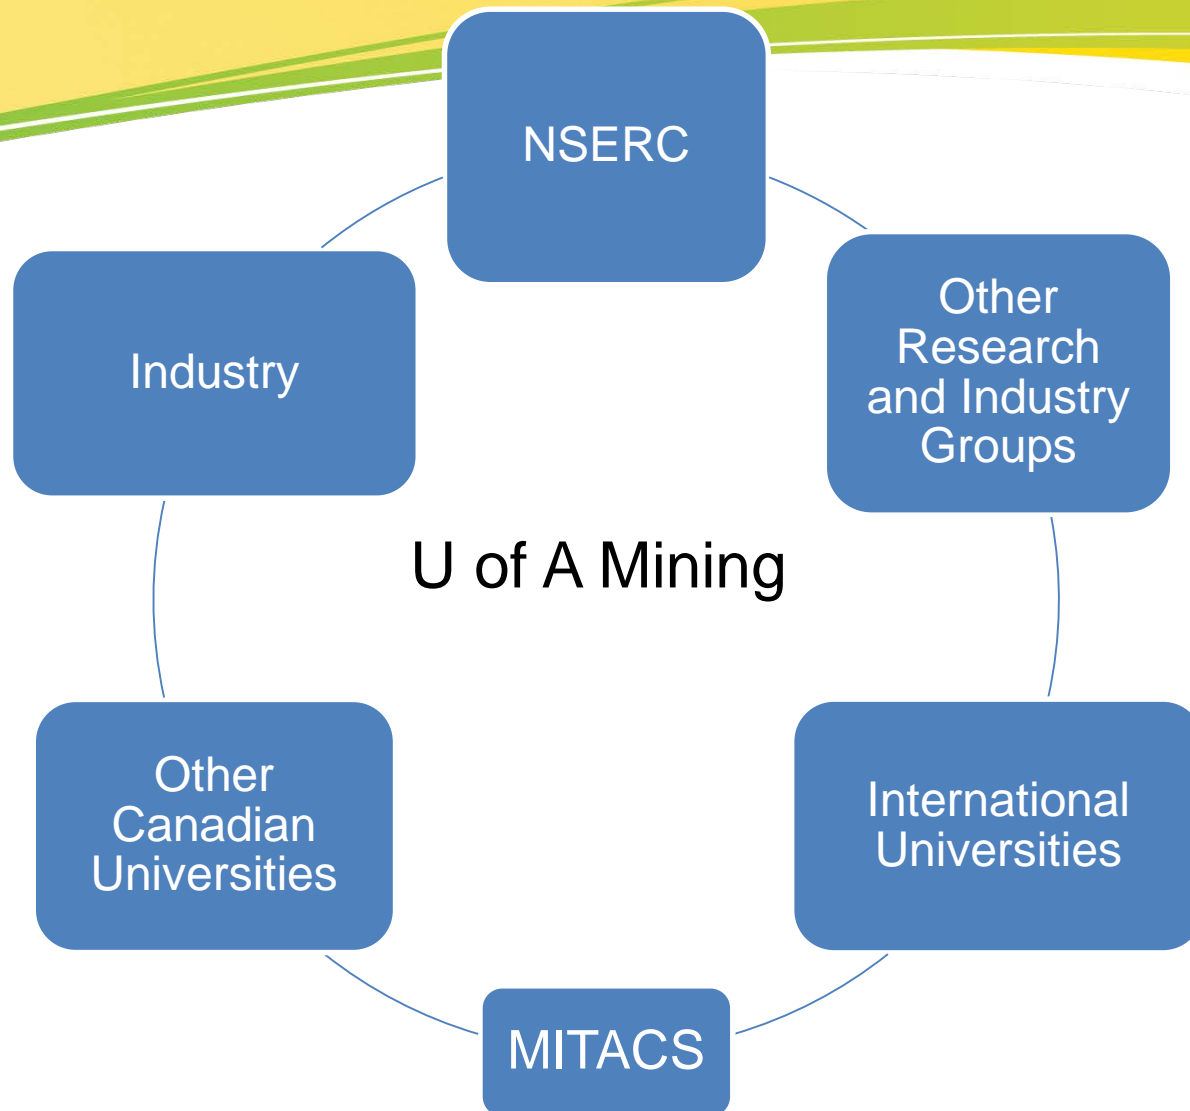 NSERC
Other
Research
and Industry
Groups
Industry
U of A Mining
Other
Canadian
Universities
International
Universities
MITACS